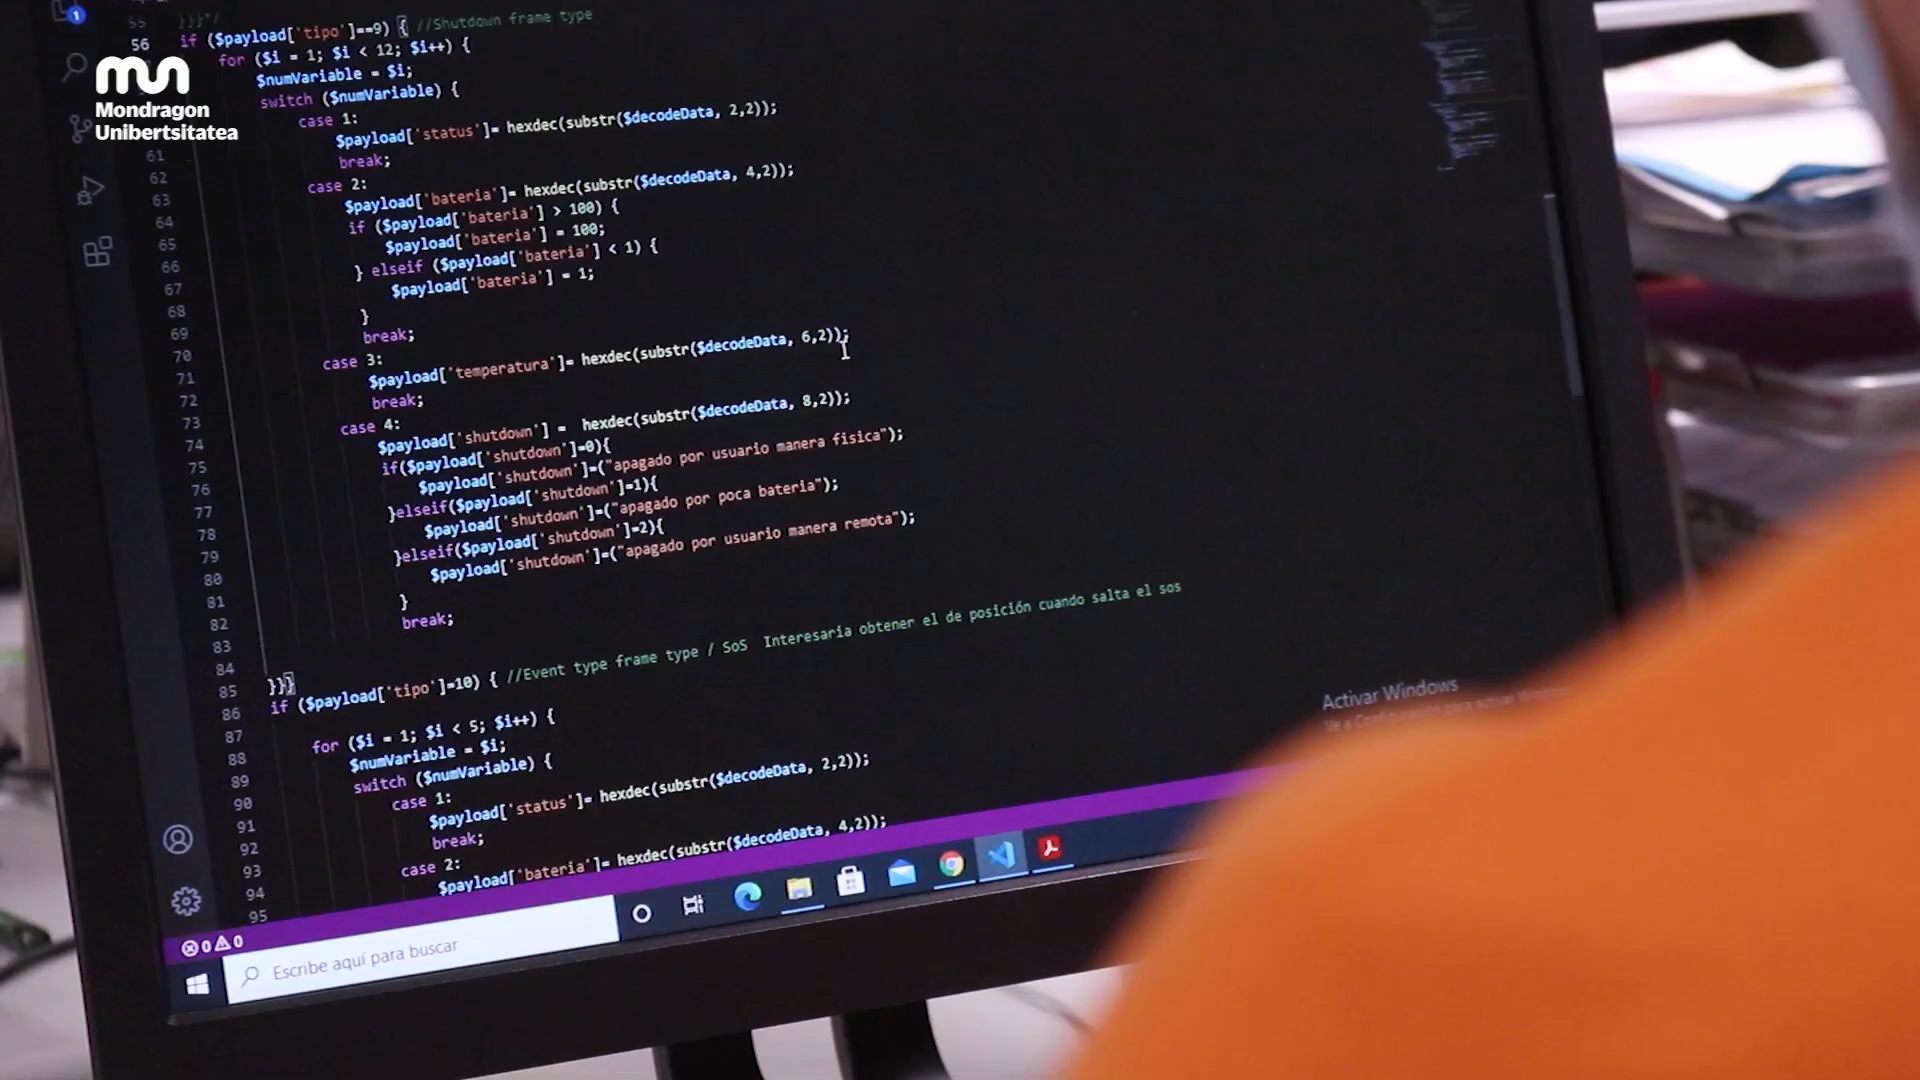 55 }}}*/
56 if ($payload['tipo']==9) { //Shutdown frame type
for ($i = 1; $i < 12; $i++) {
$numVariable = $i;
switch ($numVariable) {
case 1:
61 $payload['status']= hexdec(substr($decodeData, 2,2));
62 break;
63 case 2:
64 $payload['bateria']= hexdec(substr($decodeData, 4,2));
65 if ($payload['bateria'] > 100) {
66 $payload['bateria'] = 100;
67 } elseif ($payload['bateria'] < 1) {
68 $payload['bateria'] = 1;
69 }
70 break;
71 case 3:
72 $payload['temperatura']= hexdec(substr($decodeData, 6,2));
73 break;
74 case 4:
75 $payload['shutdown'] = hexdec(substr($decodeData, 8,2));
76 if($payload['shutdown']=0){
77 $payload['shutdown']=("apagado por usuario manera fisica");
78 }elseif($payload['shutdown']=1){
79 $payload['shutdown']=("apagado por poca bateria");
80 }elseif($payload['shutdown']=2){
81 $payload['shutdown']=("apagado por usuario manera remota");
82 }
83 break;
84
85 }}}
86 if ($payload['tipo']=10) { //Event type frame type / SoS Interesaria obtener el de posición cuando salta el sos
87
88 for ($i = 1; $i < 5; $i++) {
89 $numVariable = $i;
90 switch ($numVariable) {
91 case 1:
92 $payload['status']= hexdec(substr($decodeData, 2,2));
93 break;
94 case 2:
95 $payload['bateria']= hexdec(substr($decodeData, 4,2));
Mondragon
Unibertsitatea
1
Activar Windows
0 0
Escribe aquí para buscar